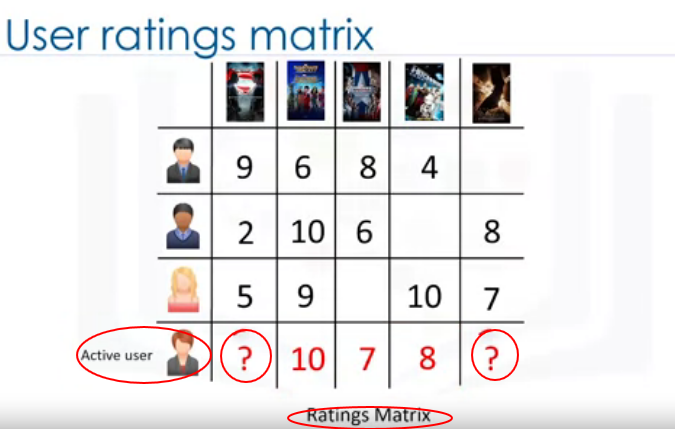 User ratings matrix
9 6 8 4
2 10 6 8
5 9 10 7
Active user ? 10 7 8 ?
Ratings Matrix